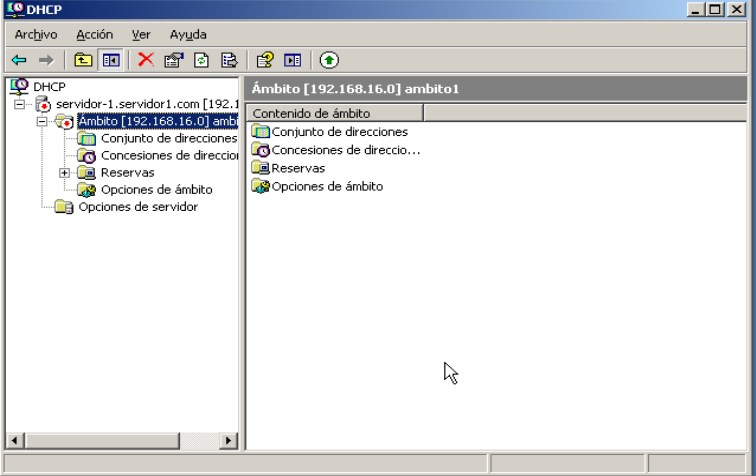 DHCP
Archivo Acción Ver Ayuda
DHCP
servidor-1.servidor1.com [192.1
Ámbito [192.168.16.0] ambi
Conjunto de direcciones
Concesiones de direccior
Reservas
Opciones de ámbito
Opciones de servidor
Ámbito [192.168.16.0] ambito1
Contenido de ámbito
Conjunto de direcciones
Concesiones de direccio...
Reservas
Opciones de ámbito